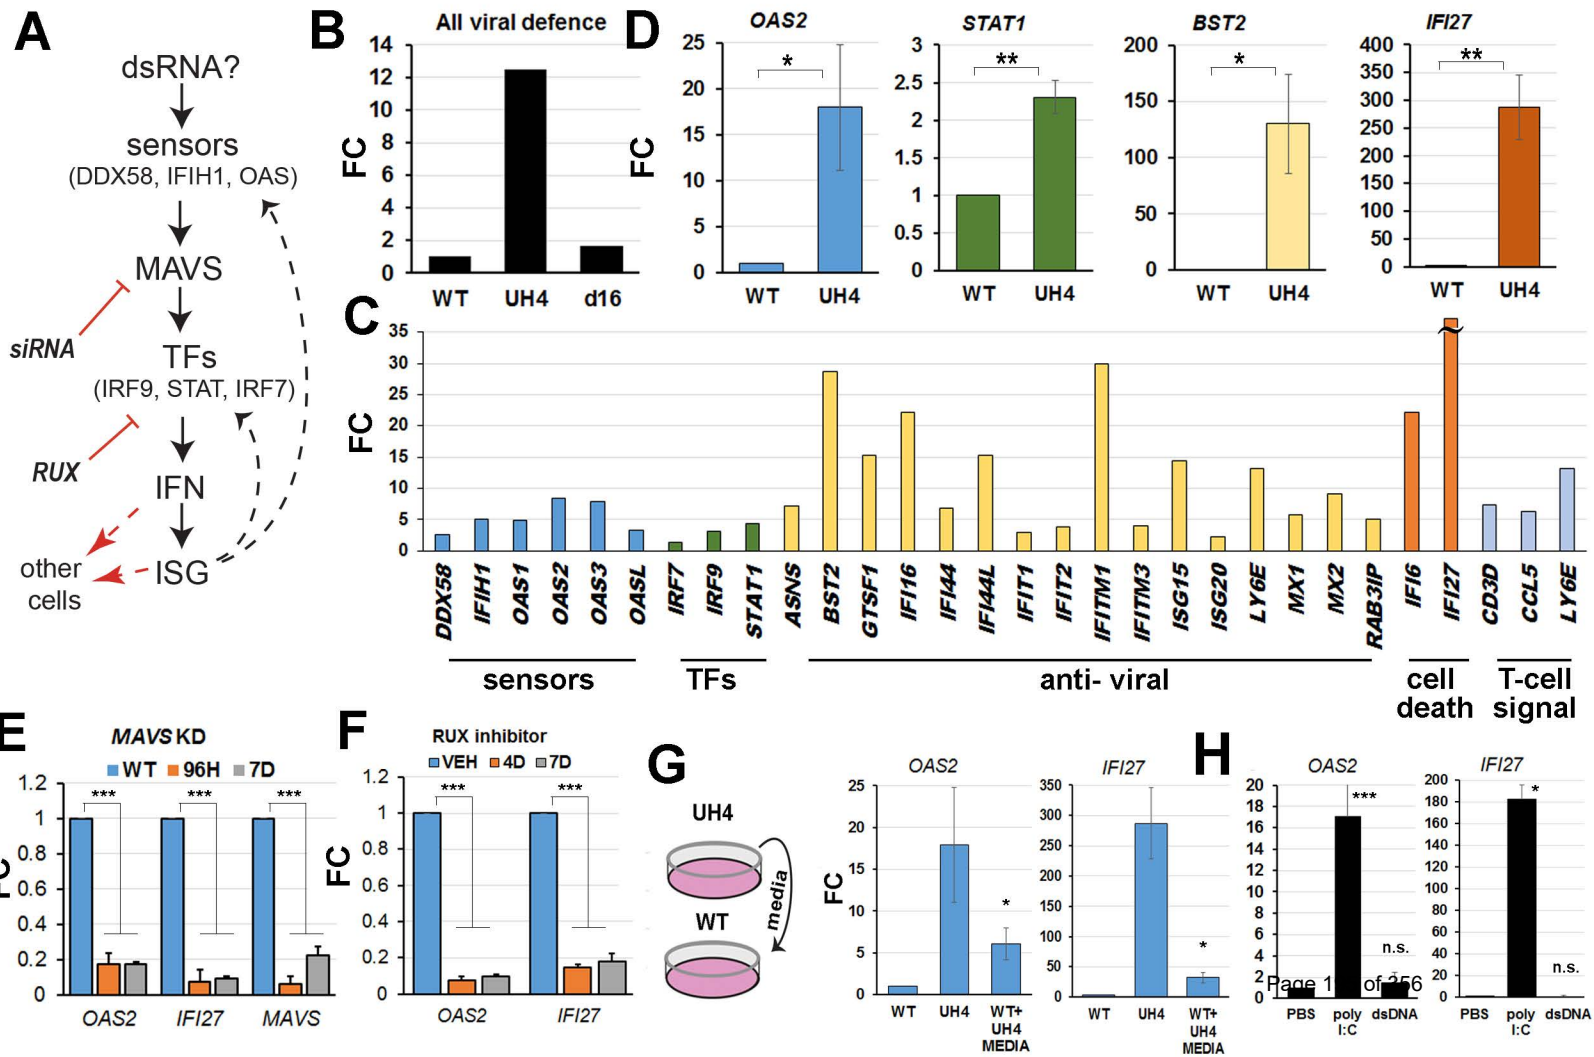 A
dsRNA?
sensors
(DDX58, IFIH1, OAS)
MAVS
siRNA
TFs
(IRF9, STAT, IRF7)
RUX
IFN
other
cells
ISG
B
All viral defence
FC
14
12
10
8
6
4
2
0
WT UH4 d16
D
FC
OAS2
25
20
15
10
5
0
*
WT UH4
STAT1
3
2.5
2
1.5
1
0.5
0
**
WT UH4
BST2
200
150
100
50
0
*
WT UH4
IFI27
400
350
300
250
200
150
100
50
0
**
WT UH4
C
FC
35
30
25
20
15
10
5
0
DDX58
IFIH1
OAS1
OAS2
OAS3
OASL
IRF7
IRF9
STAT1
ASNS
BST2
GTSF1
IFI16
IFI44
IFI44L
IFIT1
IFIT2
IFITM1
IFITM3
ISG15
ISG20
LY6E
MX1
MX2
RAB3IP
IFI6
IFI27
CD3D
CCL5
LY6E
sensors
TFs
anti- viral
cell
death
T-cell
signal
E
MAVS KD
WT 96H 7D
FC
1.2
1
0.8
0.6
0.4
0.2
0
*** *** ***
OAS2 IFI27 MAVS
F
RUX inhibitor
VEH 4D 7D
FC
1.2
1
0.8
0.6
0.4
0.2
0
*** ***
OAS2 IFI27
G
UH4
media
WT
OAS2
FC
25
20
15
10
5
0
*
WT UH4 WT+
UH4
MEDIA
IFI27
350
300
250
200
150
100
50
0
*
WT UH4 WT+
UH4
MEDIA
H
OAS2
20
18
16
14
12
10
8
6
4
2
0
***
n.s.
PBS poly dsDNA
I:C
IFI27
200
180
160
140
120
100
80
60
40
20
0
*
n.s.
PBS poly dsDNA
I:C
Page of